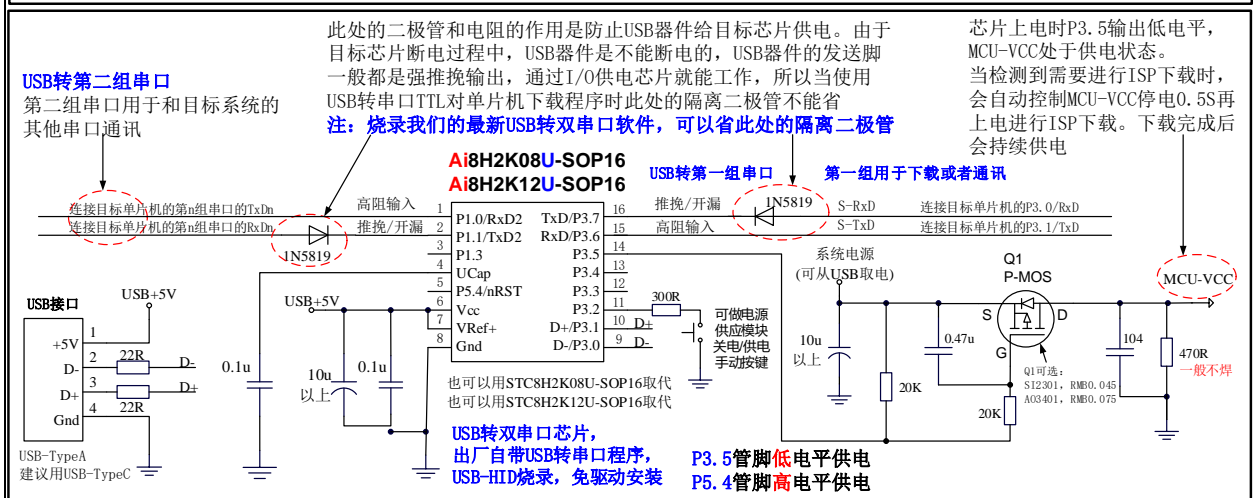 此处的二极管和电阻的作用是防止USB器件给目标芯片供电。由于
目标芯片断电过程中，USB器件是不能断电的，USB器件的发送脚
一般都是强推挽输出，通过I/O供电芯片就能工作，所以当使用
USB转串口TTL对单片机下载程序时此处的隔离二极管不能省
注：烧录我们的最新USB转双串口软件，可以省此处的隔离二极管
芯片上电时P3.5输出低电平，
MCU-VCC处于供电状态。
当检测到需要进行ISP下载时，
会自动控制MCU-VCC停电0.5S再
上电进行ISP下载。下载完成后
会持续供电
USB转第二组串口
第二组串口用于和目标系统的
其他串口通讯
Ai8H2K08U-SOP16
Ai8H2K12U-SOP16
USB转第一组串口
第一组用于下载或者通讯
连接目标单片机的第n组串口的TxDn
高阻输入
1
P1.0/RxD2
TxD/P3.7
16
推挽/开漏
1N5819
S-RxD
连接目标单片机的P3.0/RxD
连接目标单片机的第n组串口的RxDn
1N5819
推挽/开漏
2
P1.1/TxD2
RxD/P3.6
15
高阻输入
S-TxD
连接目标单片机的P3.1/TxD
3
P1.3
P3.5
14
4
UCap
P3.4
13
5
P5.4/nRST
P3.3
12
6
Vcc
P3.2
11
7
VRef+
D+/P3.1
10
D+
8
Gnd
D-/P3.0
9
D-
300R
可做电源
供应模块
关电/供电
手动按键
系统电源
(可从USB取电)
Q1
P-MOS
MCU-VCC
S
D
G
10u
以上
0.47u
20K
20K
104
470R
一般不焊
Q1可选：
SI2301, RMB0.045
AO3401, RMB0.075
USB接口
USB+5V
+5V
1
D-
2
22R
D-
D+
3
22R
D+
Gnd
4
USB-TypeA
建议用USB-TypeC
0.1u
USB+5V
10u
以上
0.1u
也可以用STC8H2K08U-SOP16取代
也可以用STC8H2K12U-SOP16取代
USB转双串口芯片，
出厂自带USB转串口程序，
USB-HID烧录，免驱动安装
P3.5管脚低电平供电
P5.4管脚高电平供电